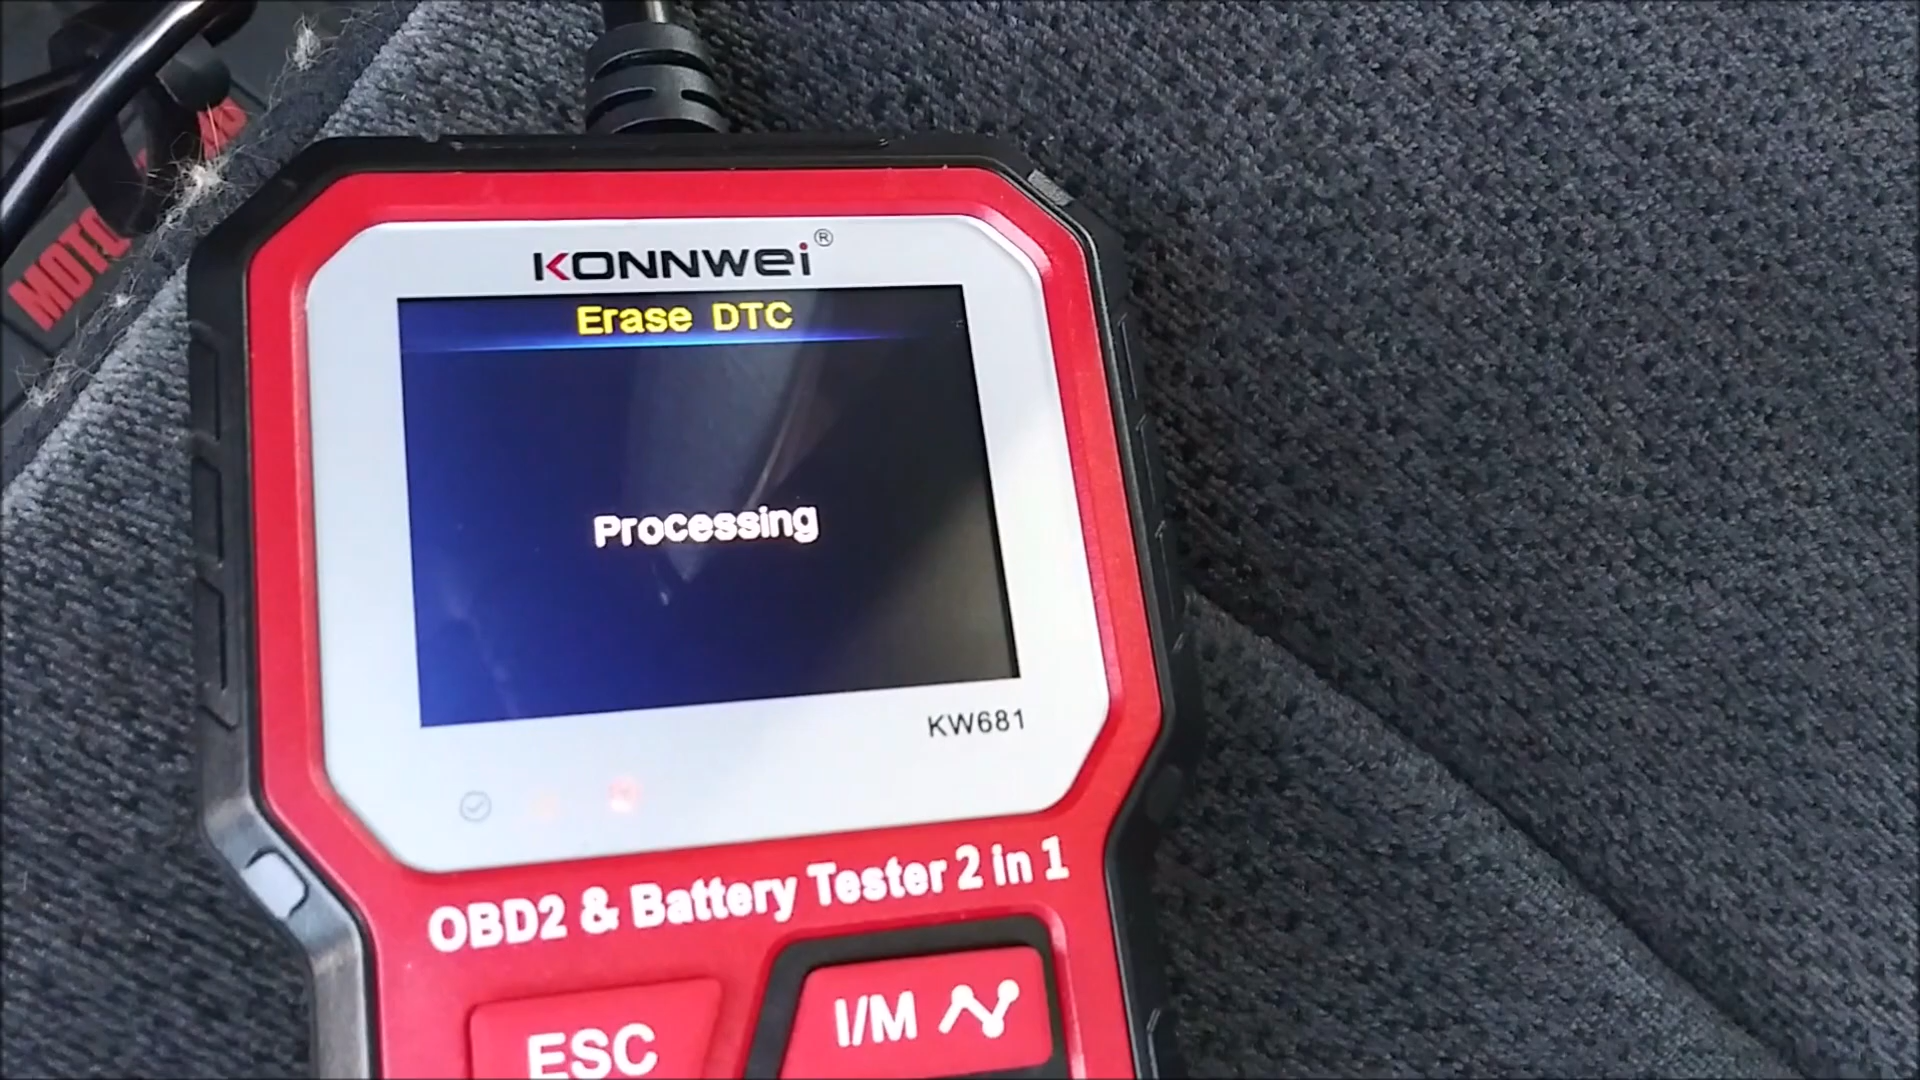 KONNWEI®
Erase DTC
Processing
KW681
OBD2 & Battery Tester 2 in 1
ESC
I/M